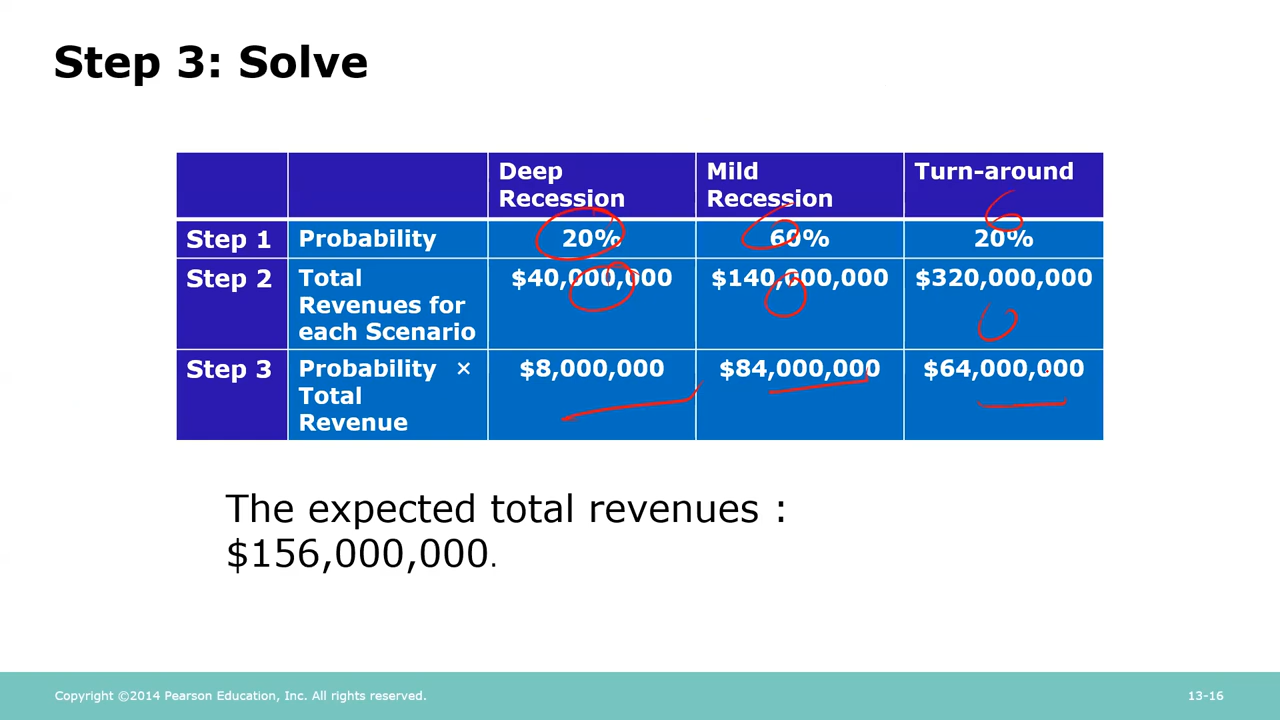 Step 3: Solve
Deep Mild Turn-around
Recession Recession
Step 1 Probability 20% 60% 20%
Step 2 Total $40,000,000 $140,000,000 $320,000,000
Revenues for
each Scenario
Step 3 Probability × $8,000,000 $84,000,000 $64,000,000
Total
Revenue
The expected total revenues :
$156,000,000.
Copyright ©2014 Pearson Education, Inc. All rights reserved. 13-16